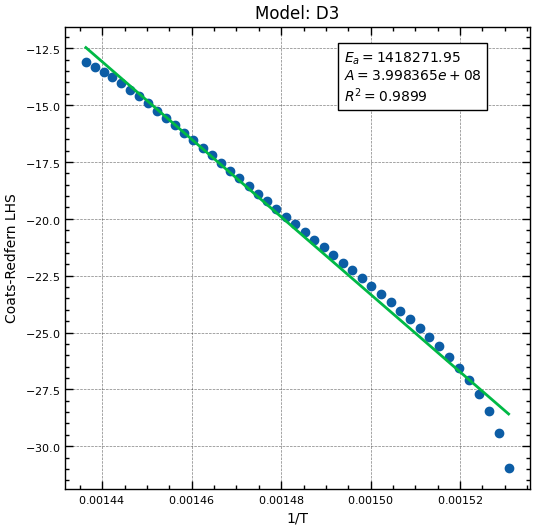 Model: D3
E_a = 1418271.95
A = 3.998365e + 08
R^2 = 0.9899
Coats-Redfern LHS
−12.5
−15.0
−17.5
−20.0
−22.5
−25.0
−27.5
−30.0
0.00144 0.00146 0.00148 0.00150 0.00152
1/T